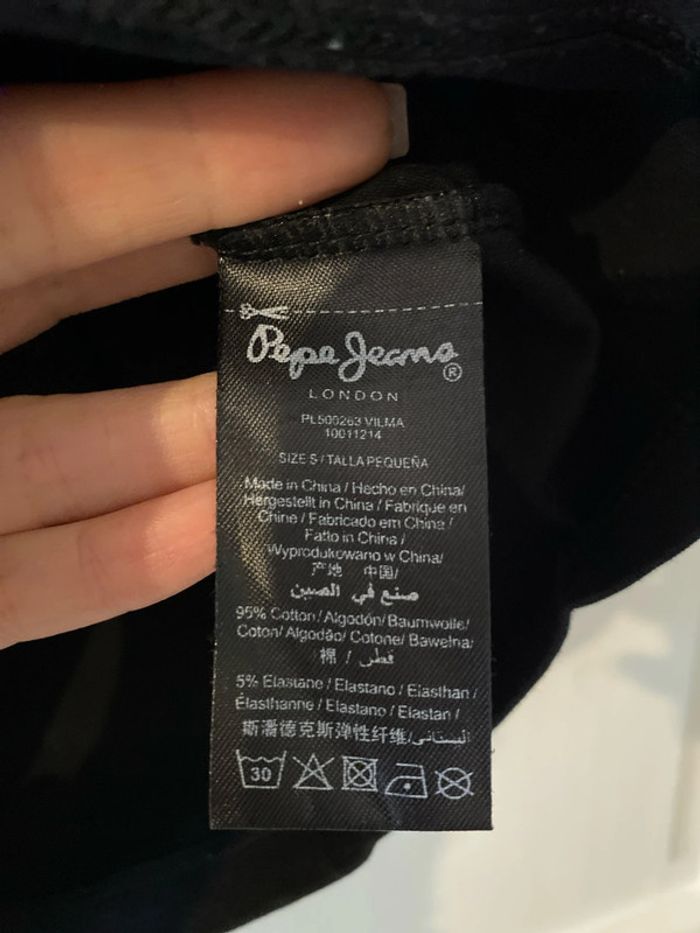 Pepe Jeans ®
LONDON
PL500263 VILMA
10011214
SIZE S / TALLA PEQUEÑA
Made in China / Hecho en China/
Hergestellt in China / Fabriqué en
Chine / Fabricado em China /
Fatto in China /
Wyprodukowano w China/
产地 中国/
صنع في الصين
95% Cotton / Algodón/ Baumwolle/
Coton/ Algodão/ Cotone/ Bawelna/
棉 / قطن
5% Elastane / Elastano / Elasthan /
Élasthanne / Elastano / Elastan /
斯潘德克斯弹性纤维/
30